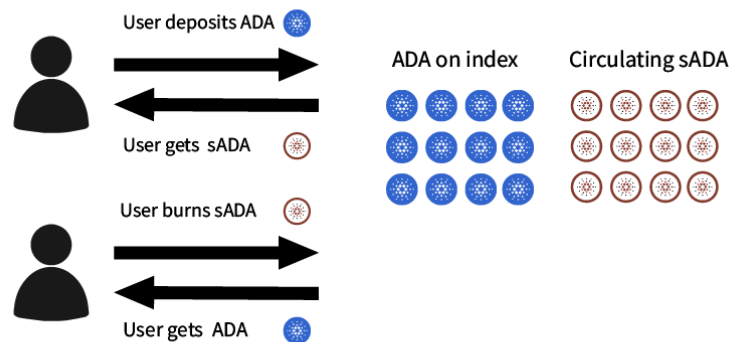 User deposits ADA
ADA on index
Circulating sADA
User gets sADA
User burns sADA
User gets ADA